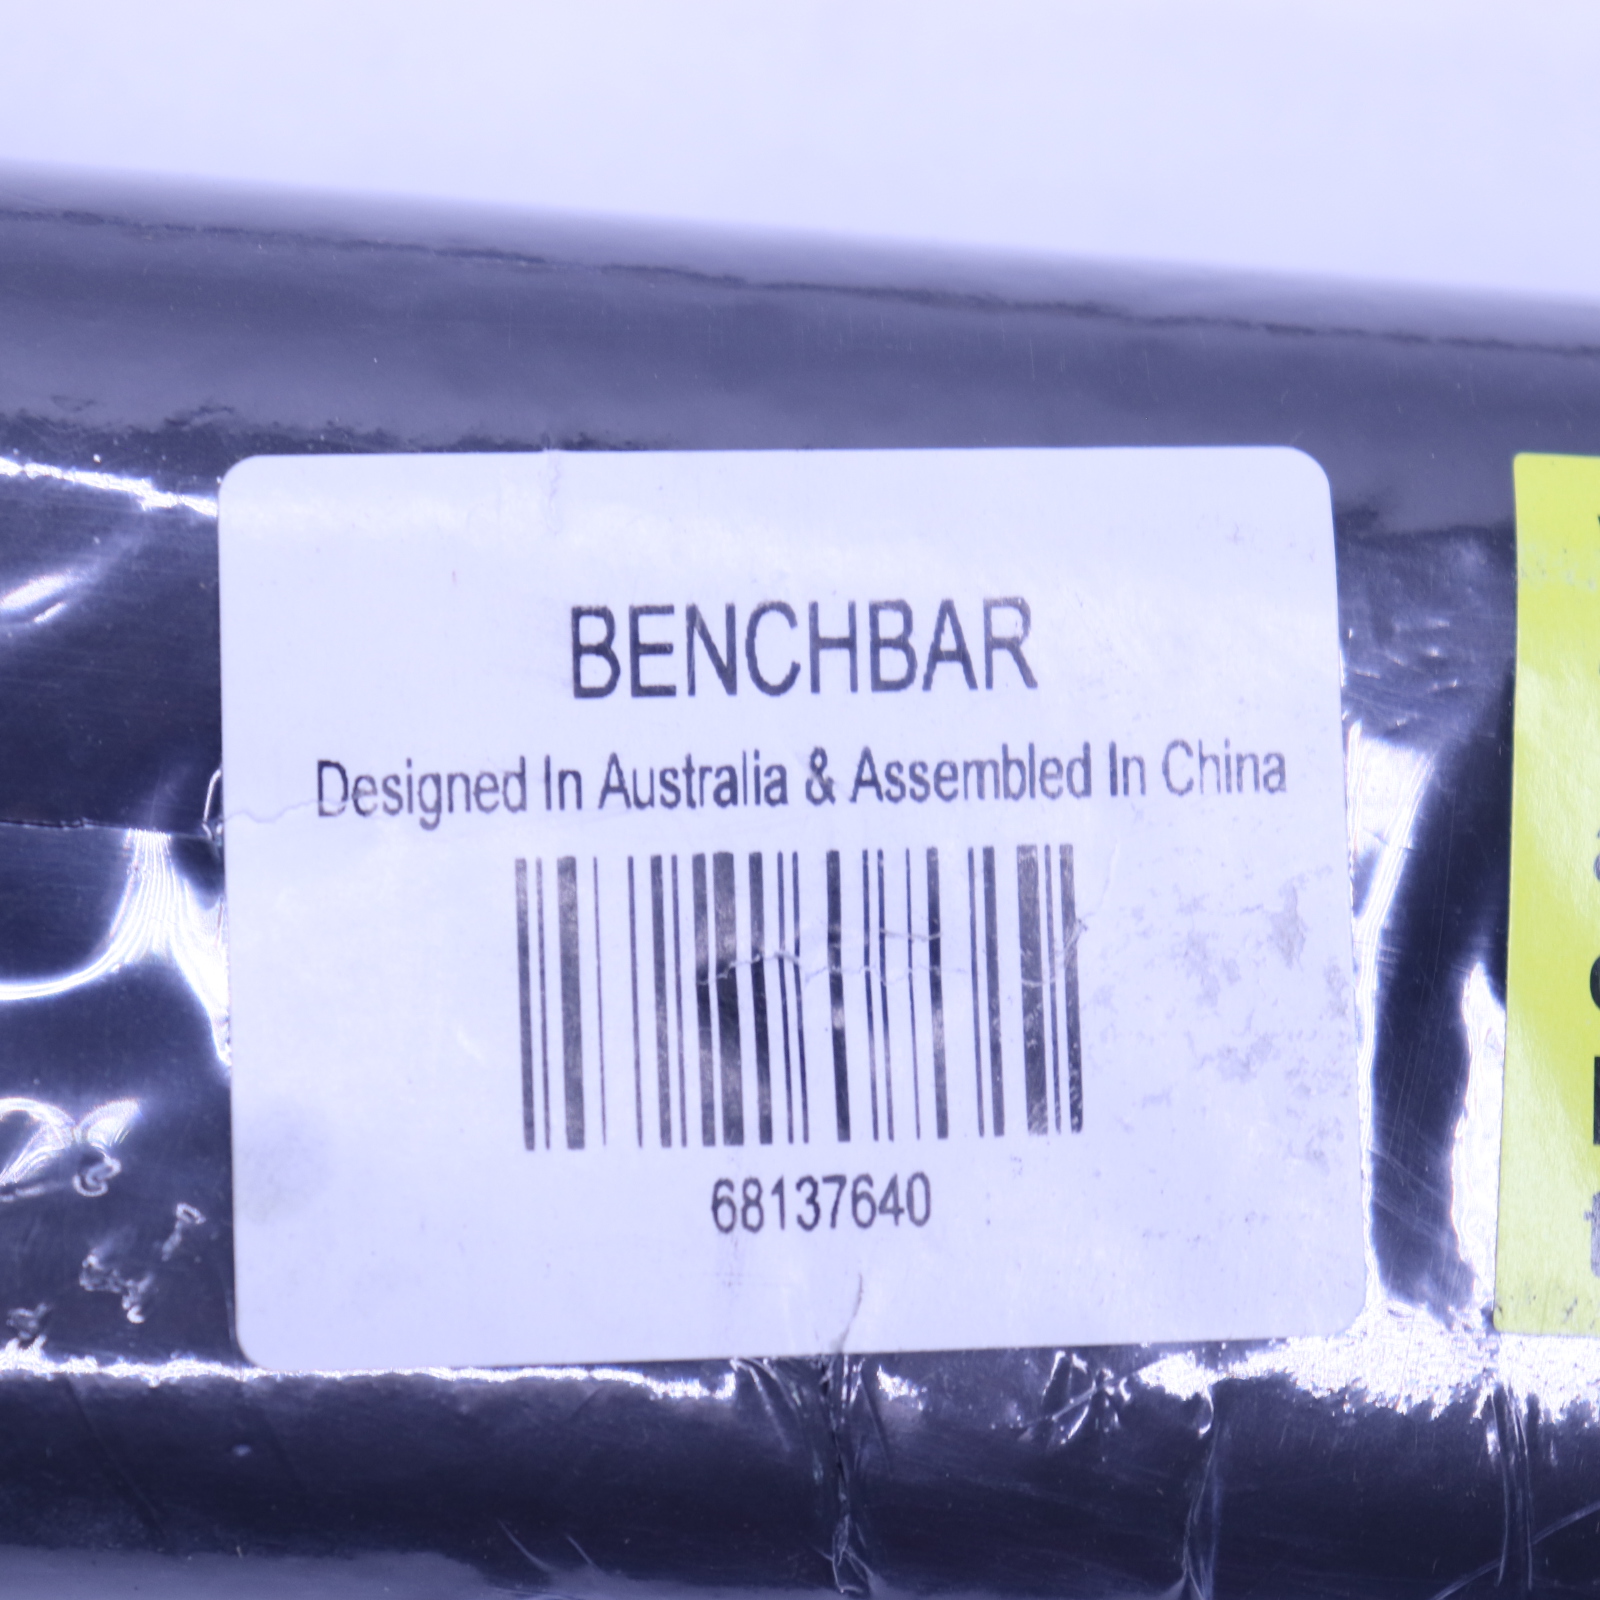 BENCHBAR
Designed In Australia & Assembled In China
68137640